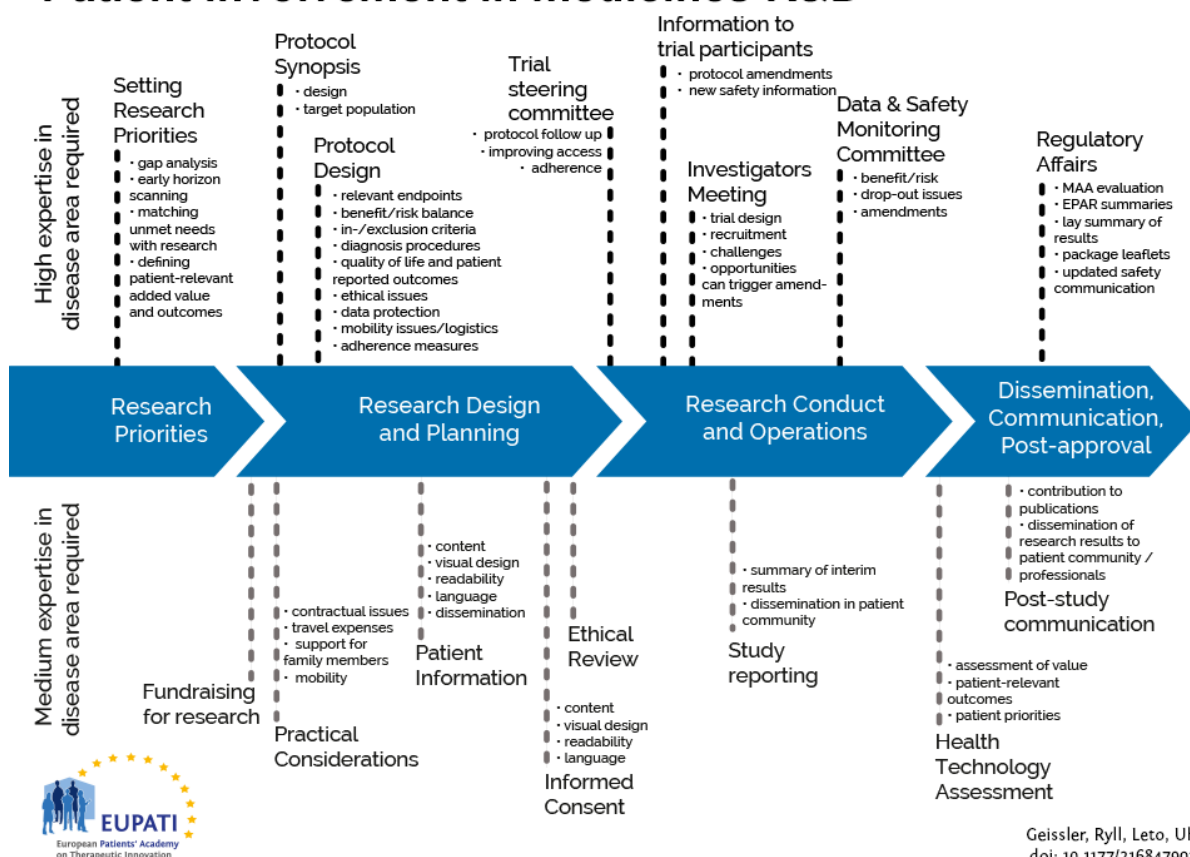 Patient involvement in medicines R&D
High expertise in
disease area required
Setting
Research
Priorities
· gap analysis
· early horizon
scanning
· matching
unmet needs
with research
· defining
patient-relevant
added value
and outcomes
Protocol
Synopsis
· design
· target population
Protocol
Design
· relevant endpoints
· benefit/risk balance
· in-/exclusion criteria
· diagnosis procedures
· quality of life and patient
reported outcomes
· ethical issues
· data protection
· mobility issues/logistics
· adherence measures
Trial
steering
committee
· protocol follow up
· improving access
· adherence
Information to
trial participants
· protocol amendments
· new safety information
Investigators
Meeting
· trial design
· recruitment
· challenges
· opportunities
can trigger amend-
ments
Data & Safety
Monitoring
Committee
· benefit/risk
· drop-out issues
· amendments
Regulatory
Affairs
· MAA evaluation
· EPAR summaries
· lay summary of
results
· package leaflets
· updated safety
communication
Research
Priorities
Research Design
and Planning
Research Conduct
and Operations
Dissemination,
Communication,
Post-approval
Medium expertise in
disease area required
Fundraising
for research
· contractual issues
· travel expenses
· support for
family members
· mobility
Practical
Considerations
· content
· visual design
· readability
· language
· dissemination
Patient
Information
Ethical
Review
· content
· visual design
· readability
· language
Informed
Consent
· summary of interim
results
· dissemination in patient
community
Study
reporting
· contribution to
publications
· dissemination of
research results to
patient community /
professionals
Post-study
communication
· assessment of value
· patient-relevant
outcomes
· patient priorities
Health
Technology
Assessment
EUPATI
European Patients' Academy
on Therapeutic Innovation
Geissler, Ryll, Leto,
doi: